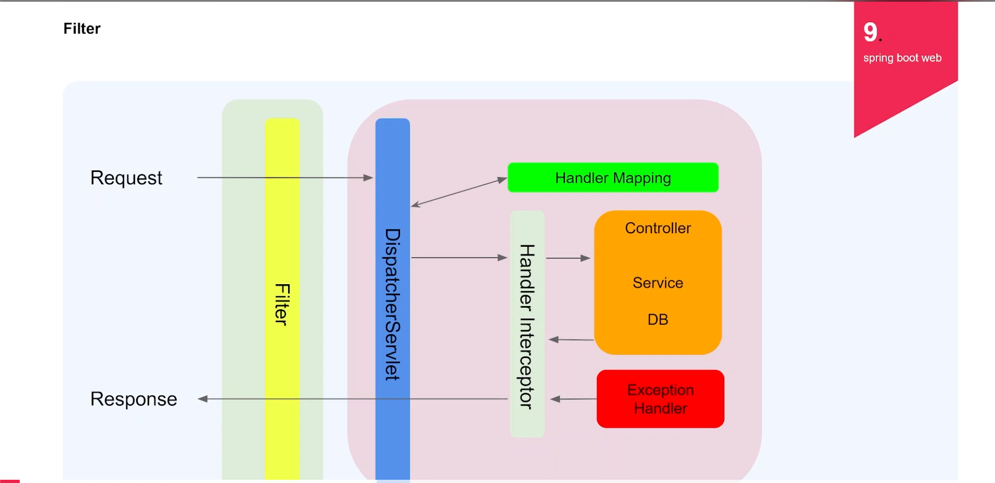 Filter
9.
spring boot web
Request
Handler Mapping
Filter
DispatcherServlet
Handler Interceptor
Controller
Service
DB
Response
Exception
Handler